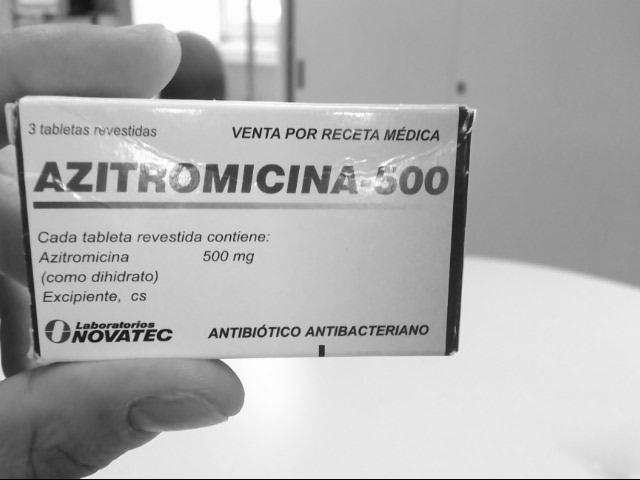 3 tabletas revestidas
VENTA POR RECETA MÉDICA
AZITROMICINA-500
Cada tableta revestida contiene:
Azitromicina 500 mg
(como dihidrato)
Excipiente, cs
Laboratorios
NOVATEC
ANTIBIÓTICO ANTIBACTERIANO